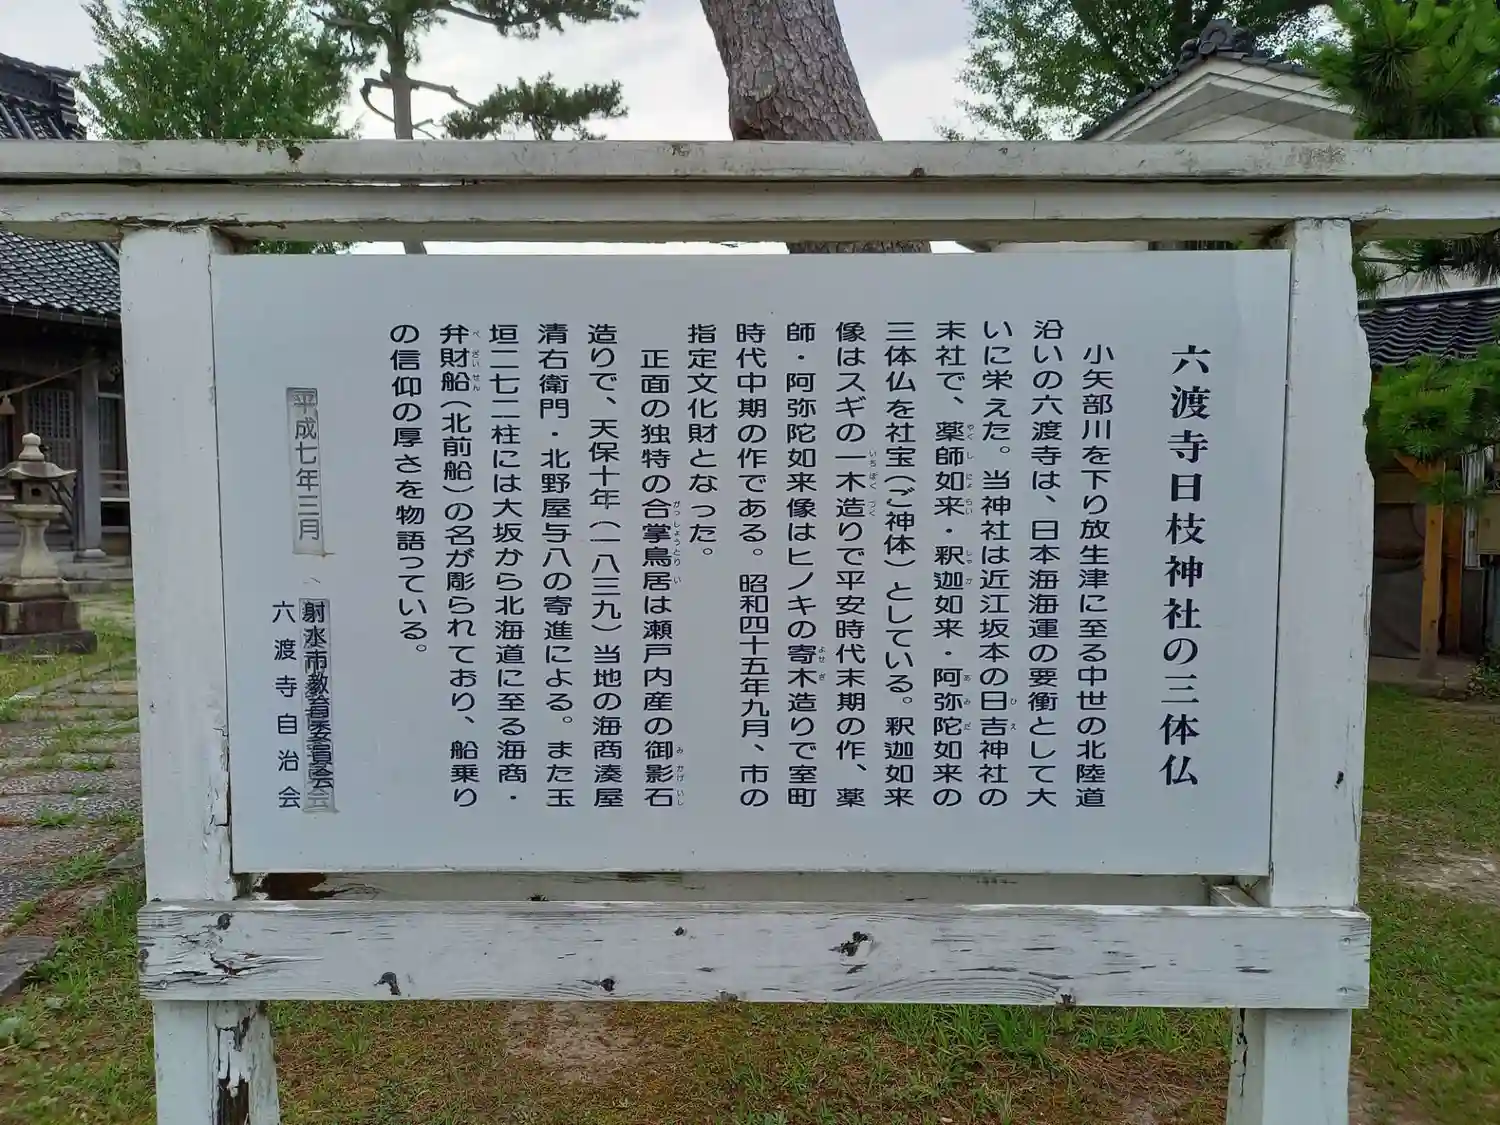 六渡寺日枝神社の三体仏
小矢部川を下り放生津に至る中世の北陸道
沿いの六渡寺は、日本海海運の要衝として大
いに栄えた。当神社は近江坂本の日吉神社の
末社で、薬師如来・釈迦如来・阿弥陀如来の
三体仏を社宝(ご神体)としている。釈迦如来
像はスギの一木造りで平安時代末期の作、薬
師・阿弥陀如来像はヒノキの寄木造りで室町
時代中期の作である。昭和四十五年九月、市の
指定文化財となった。
正面の独特の合掌鳥居は瀬戸内産の御影石
造りで、天保十年(一八三九)当地の海商湊屋
清右衛門・北野屋与八の寄進による。また玉
垣二七二柱には大坂から北海道に至る海商・
弁財船(北前船)の名が彫られており、船乗り
の信仰の厚さを物語っている。
平成七年三月
射水市教育委員会
六渡寺自治会